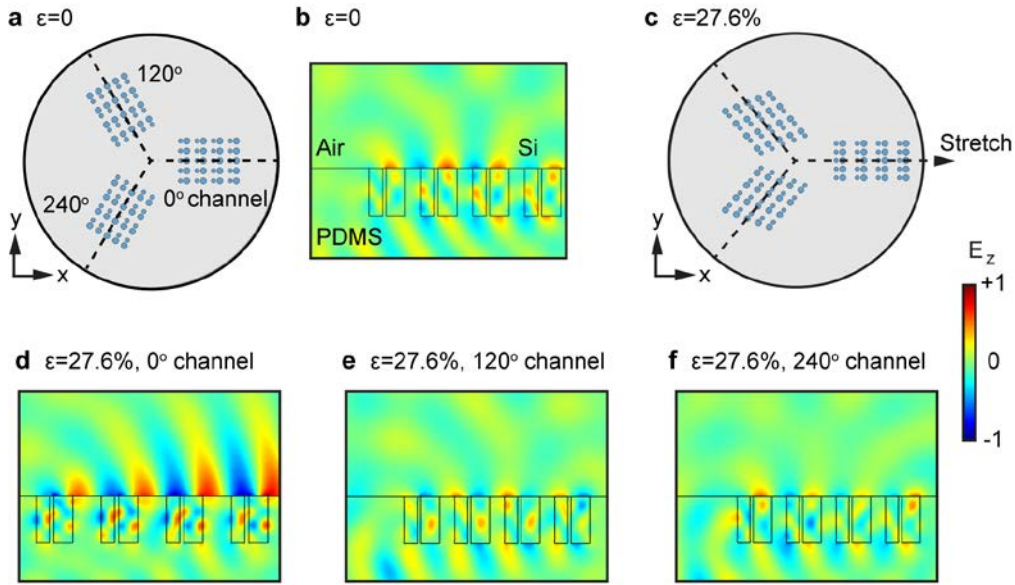 a ε=0
b ε=0
c ε=27.6%
120°
240°
0° channel
y
x
Air
Si
PDMS
Stretch
y
x
E_z
+1
0
-1
d ε=27.6%, 0° channel
e ε=27.6%, 120° channel
f ε=27.6%, 240° channel